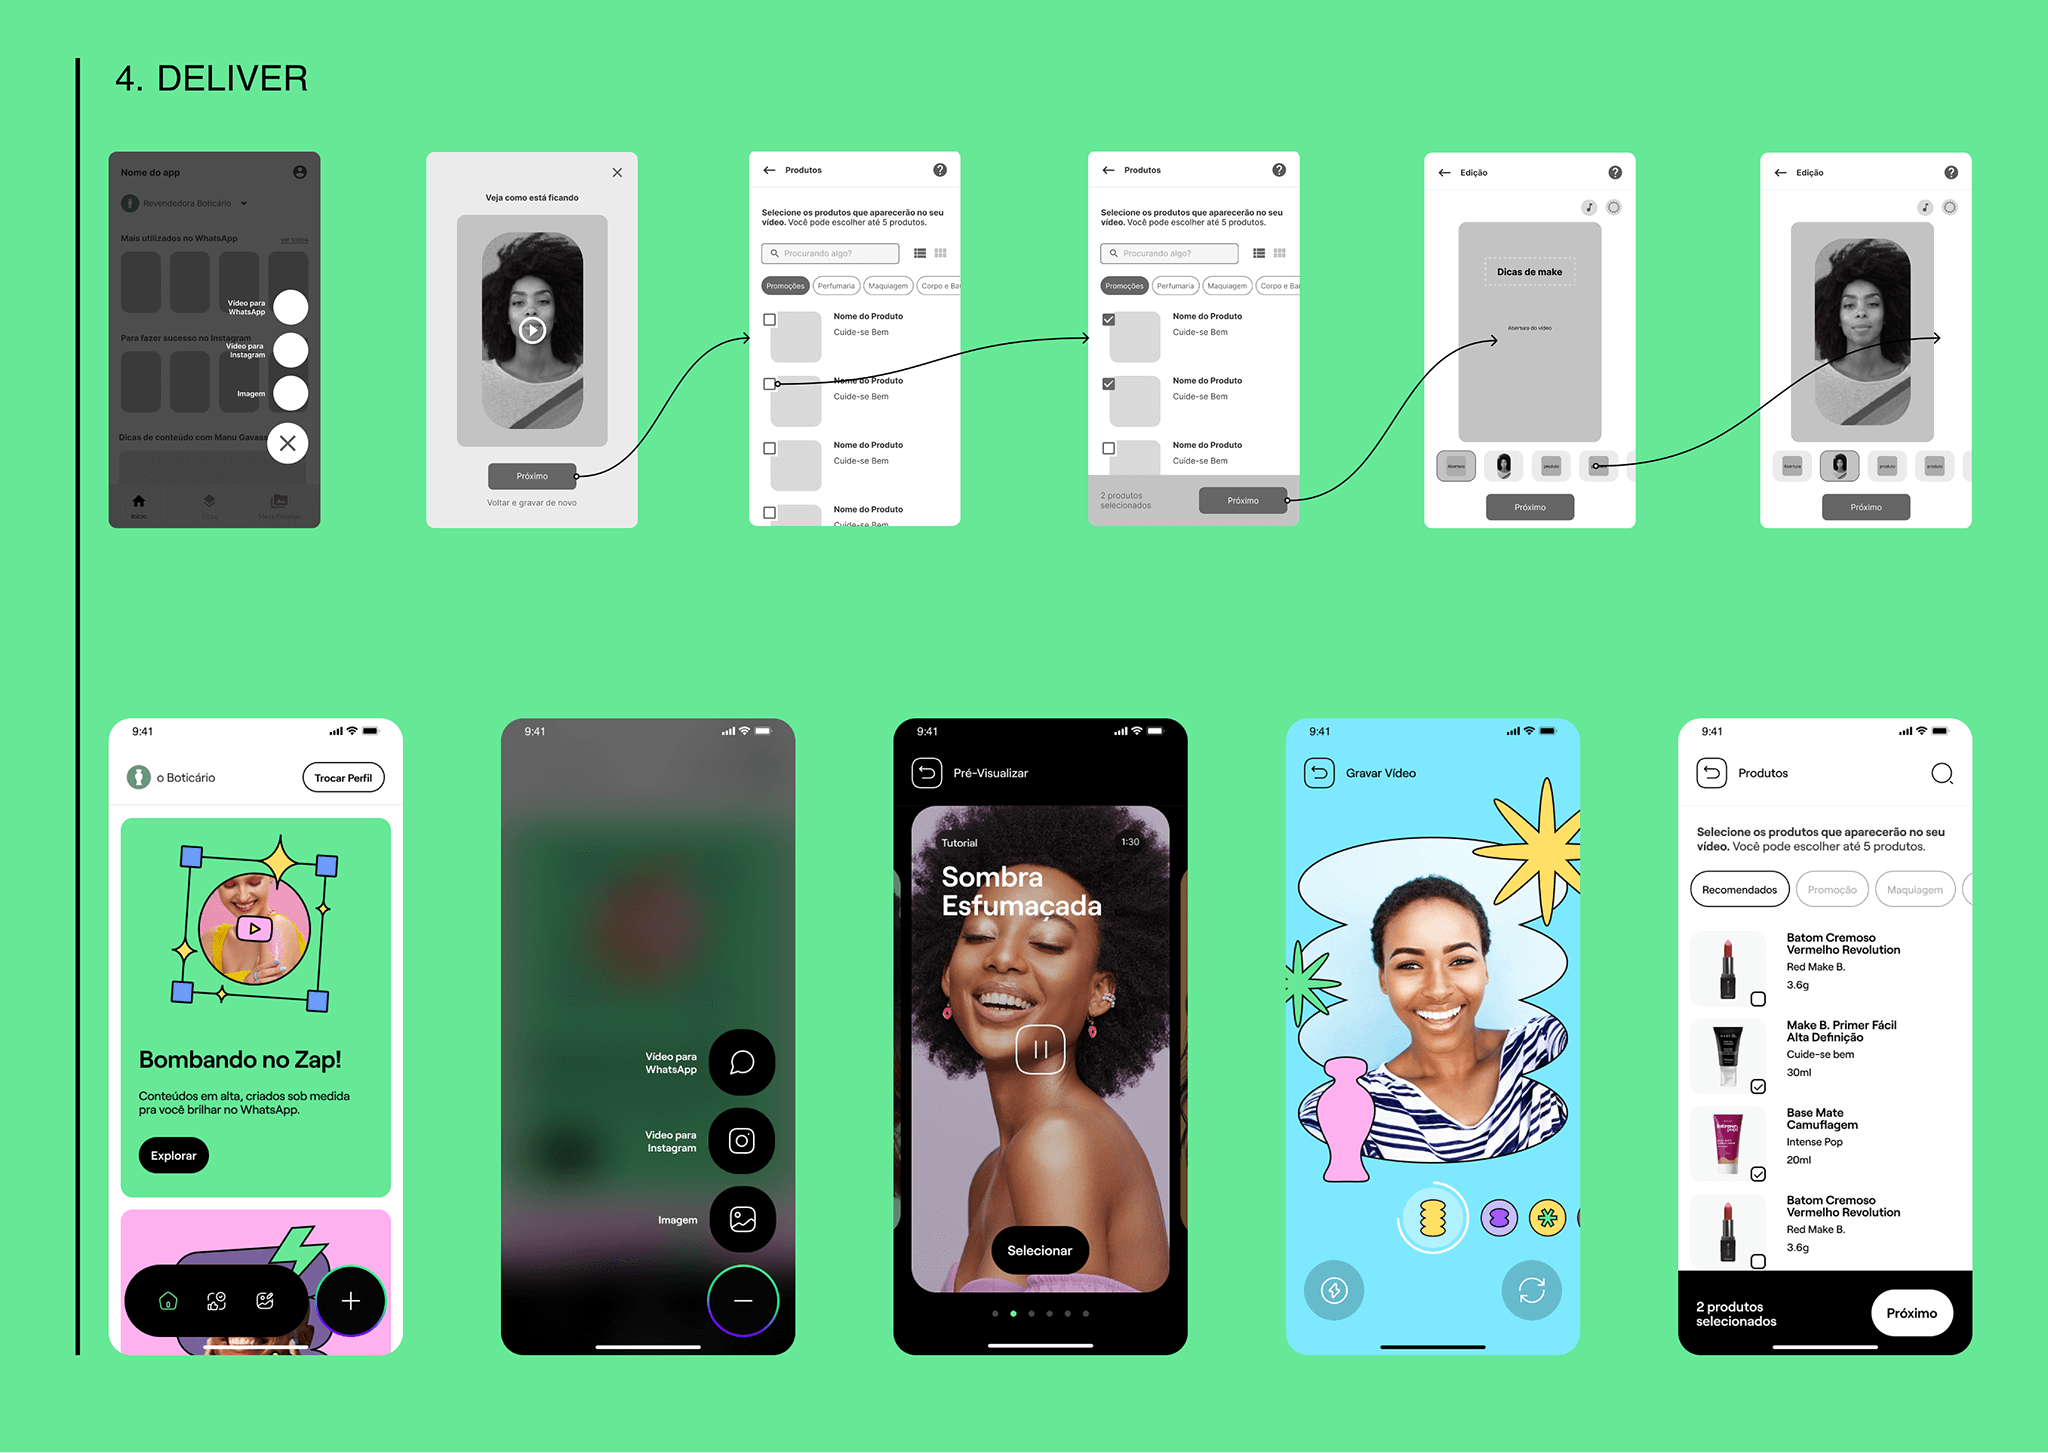 4. DELIVER
Nome do app
Revendedora Boticário
Mais utilizados no WhatsApp
ver todos
Vídeo para
WhatsApp
Para fazer sucesso no Instagram
Vídeo para
Instagram
Imagem
Dicas de conteúdo com Manu Gavass
Início
Dicas
Meus Projetos
Veja como está ficando
Próximo
Voltar e gravar de novo
Produtos
Selecione os produtos que aparecerão no seu
vídeo. Você pode escolher até 5 produtos.
Procurando algo?
Promoções
Perfumaria
Maquiagem
Corpo e Ba
Nome do Produto
Cuide-se Bem
Nome do Produto
Cuide-se Bem
Nome do Produto
Cuide-se Bem
Nome do Produto
Cuide-se Bem
Produtos
Selecione os produtos que aparecerão no seu
vídeo. Você pode escolher até 5 produtos.
Procurando algo?
Promoções
Perfumaria
Maquiagem
Corpo e Ba
Nome do Produto
Cuide-se Bem
Nome do Produto
Cuide-se Bem
Nome do Produto
Cuide-se Bem
2 produtos
selecionados
Próximo
Edição
Dicas de make
Abertura do vídeo
Abertura
produto
Próximo
Edição
Abertura
produto
produto
Próximo
9:41
o Boticário
Trocar Perfil
Bombando no Zap!
Conteúdos em alta, criados sob medida
pra você brilhar no WhatsApp.
Explorar
9:41
Vídeo para
WhatsApp
Video para
Instagram
Imagem
9:41
Pré-Visualizar
Tutorial
1:30
Sombra
Esfumaçada
Selecionar
9:41
Gravar Vídeo
9:41
Produtos
Selecione os produtos que aparecerão no seu
vídeo. Você pode escolher até 5 produtos.
Recomendados
Promoção
Maquiagem
Batom Cremoso
Vermelho Revolution
Red Make B.
3.6g
Make B. Primer Fácil
Alta Definição
Cuide-se bem
30ml
Base Mate
Camuflagem
Intense Pop
20ml
Batom Cremoso
Vermelho Revolution
Red Make B.
3.6g
2 produtos
selecionados
Próximo